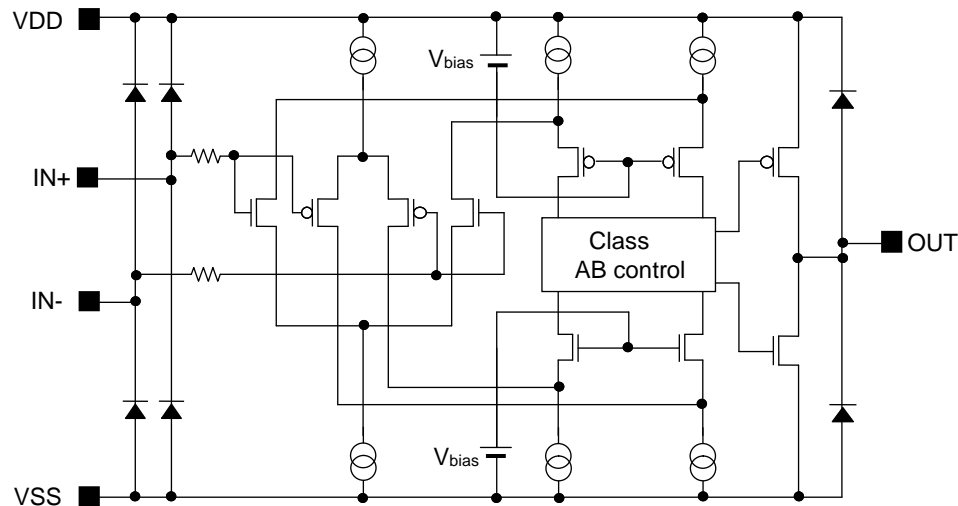 VDD
Vbias
IN+
Class
AB control
OUT
IN-
Vbias
VSS